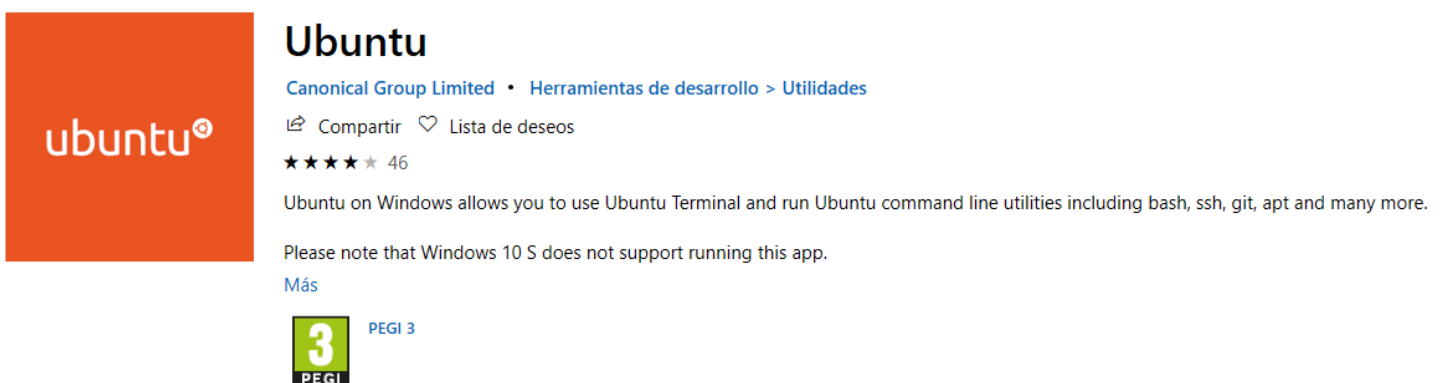 ubuntu
Ubuntu
Canonical Group Limited • Herramientas de desarrollo > Utilidades
Compartir Lista de deseos
46
Ubuntu on Windows allows you to use Ubuntu Terminal and run Ubuntu command line utilities including bash, ssh, git, apt and many more.
Please note that Windows 10 S does not support running this app.
Más
3 PEGI 3
PEGI